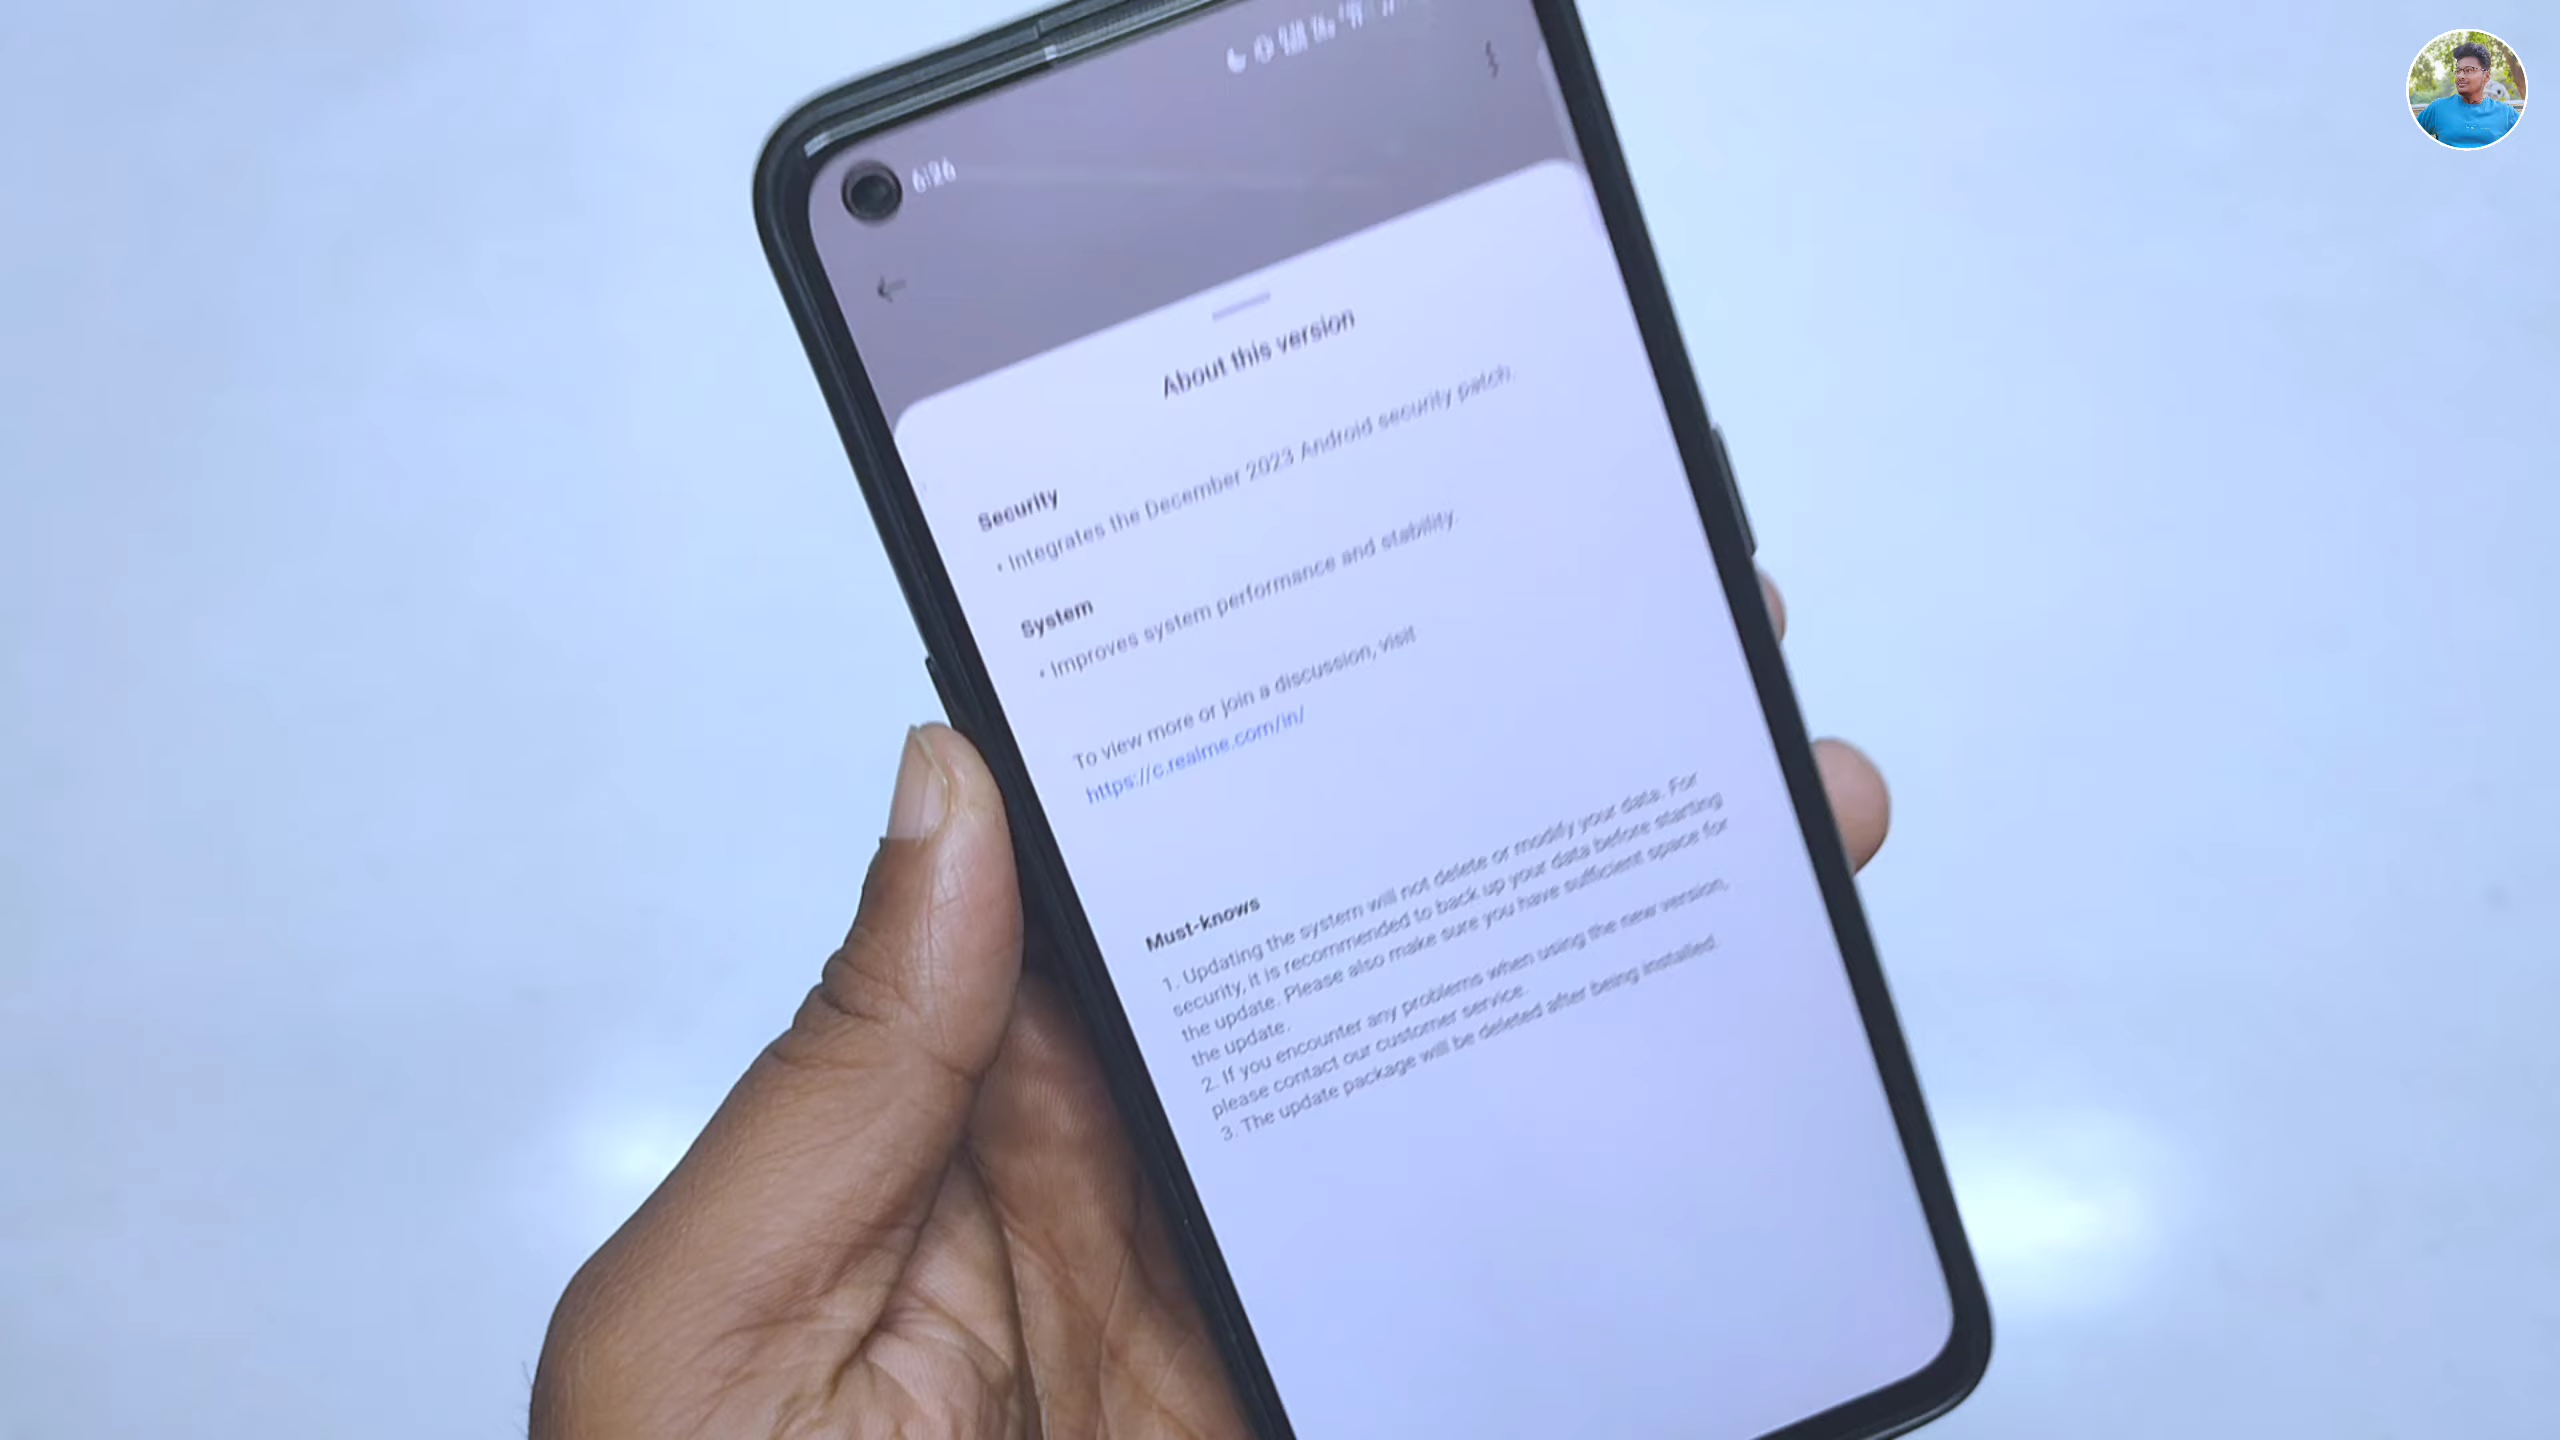 6:26
About this version
Security
• Integrates the December 2023 Android security patch.
System
• Improves system performance and stability.
To view more or join a discussion, visit
https://c.realme.com/in/
Must-knows
1. Updating the system will not delete or modify your data. For
security, it is recommended to back up your data before starting
the update. Please also make sure you have sufficient space for
the update.
2. If you encounter any problems when using the new version,
please contact our customer service.
3. The update package will be deleted after being installed.